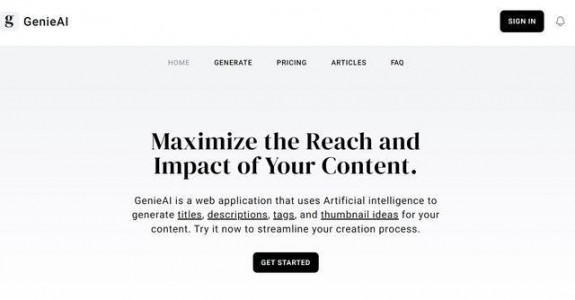 g GenieAI
SIGN IN
HOME GENERATE PRICING ARTICLES FAQ
Maximize the Reach and
Impact of Your Content.
GenieAI is a web application that uses Artificial intelligence to
generate titles, descriptions, tags, and thumbnail ideas for your
content. Try it now to streamline your creation process.
GET STARTED